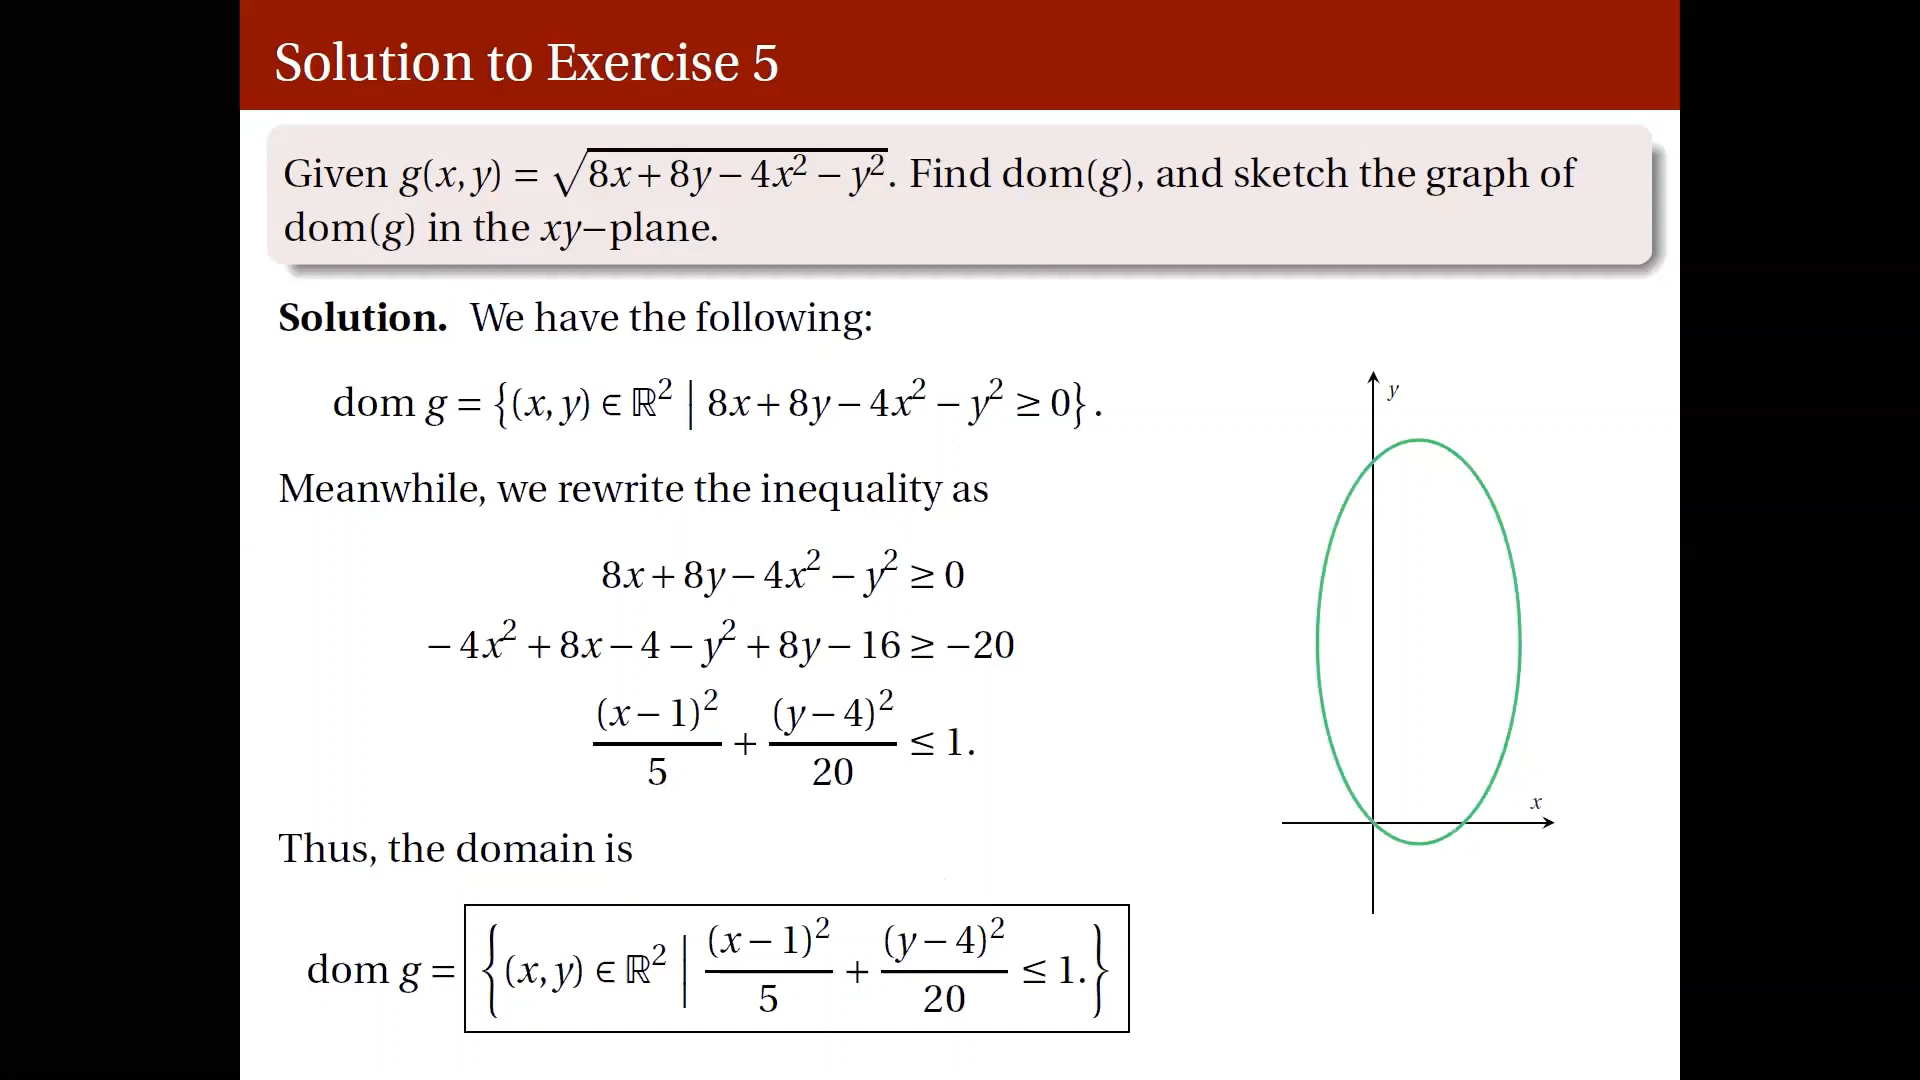 Solution to Exercise 5
Given g(x, y) = √(8x + 8y − 4x² − y²). Find dom(g), and sketch the graph of
dom(g) in the xy−plane.
Solution. We have the following:
dom g = {(x, y) ∈ ℝ² | 8x + 8y − 4x² − y² ≥ 0}.
Meanwhile, we rewrite the inequality as
8x + 8y − 4x² − y² ≥ 0
− 4x² + 8x − 4 − y² + 8y − 16 ≥ −20
(x − 1)²/5 + (y − 4)²/20 ≤ 1.
Thus, the domain is
dom g = {(x, y) ∈ ℝ² | (x − 1)²/5 + (y − 4)²/20 ≤ 1.}
y
x